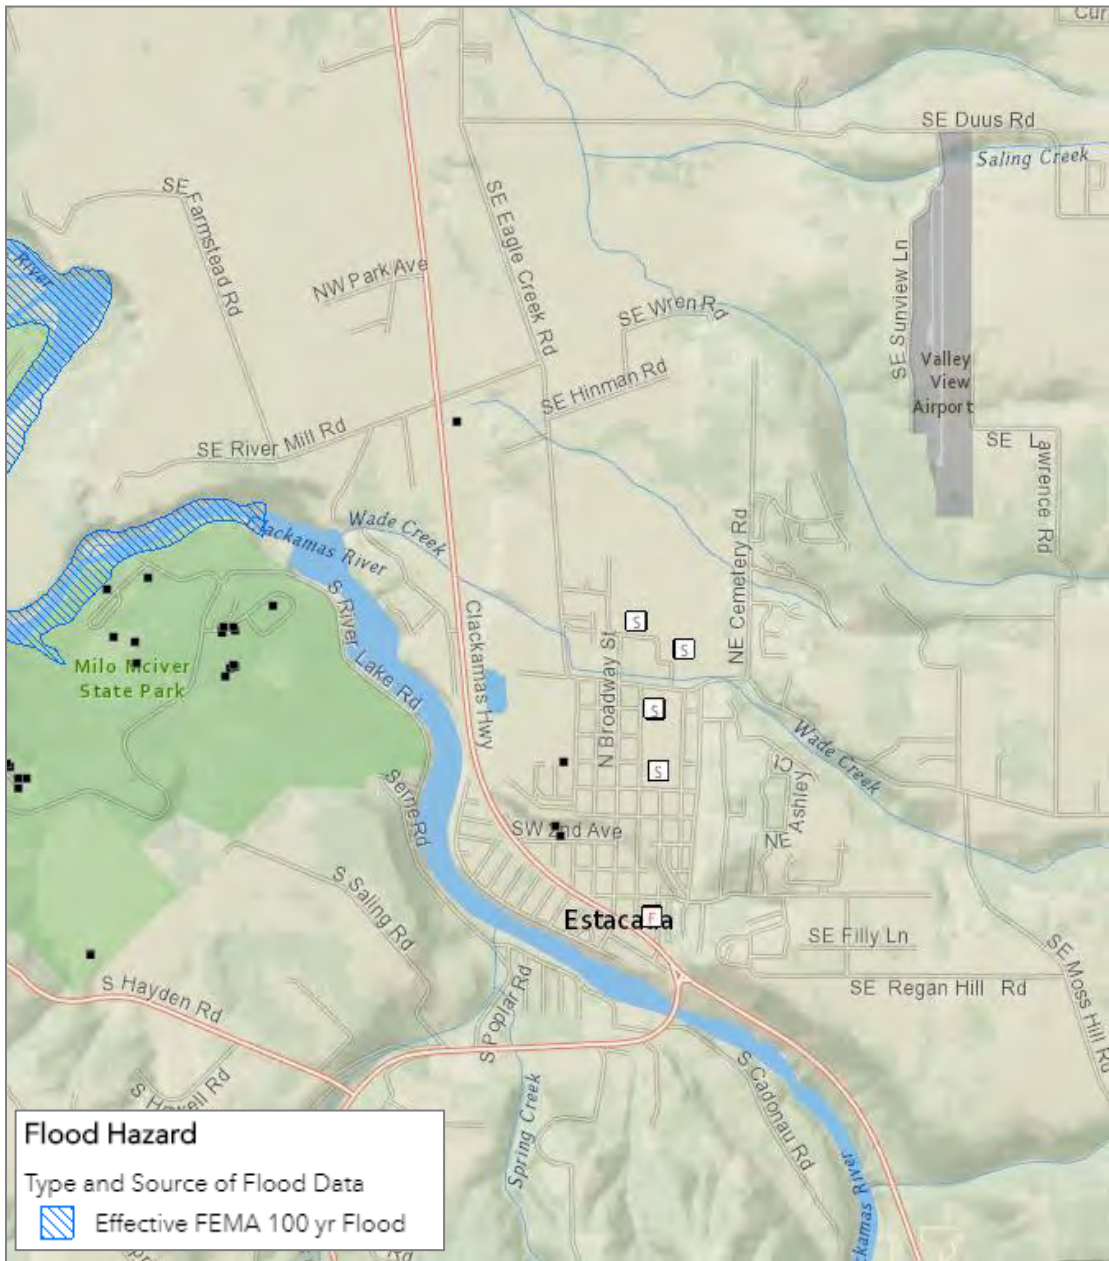 Cur
SE Duus Rd
Saling Creek
SE Farmstead Rd
SE Eagle Creek Rd
River
NW Park Ave
SE Sunview Ln
SE Wren Rd
Valley
View
Airport
SE Hinman Rd
SE River Mill Rd
SE Lawrence Rd
Wade Creek
Clackamas River
NE Cemetery Rd
S River Lake Rd
Clackamas Hwy
N Broadway St
S
S
S
S
Milo McIver
State Park
Wade Creek
NE Ashley Ct
SW 2nd Ave
S Saling Rd
Estacada
F
SE Filly Ln
SE Regan Hill Rd
SE Moss Hill Rd
S Hayden Rd
S Poplar Rd
S Cadonau Rd
Spring Creek
Clackamas River
Rd
Flood Hazard
Type and Source of Flood Data
Effective FEMA 100 yr Flood